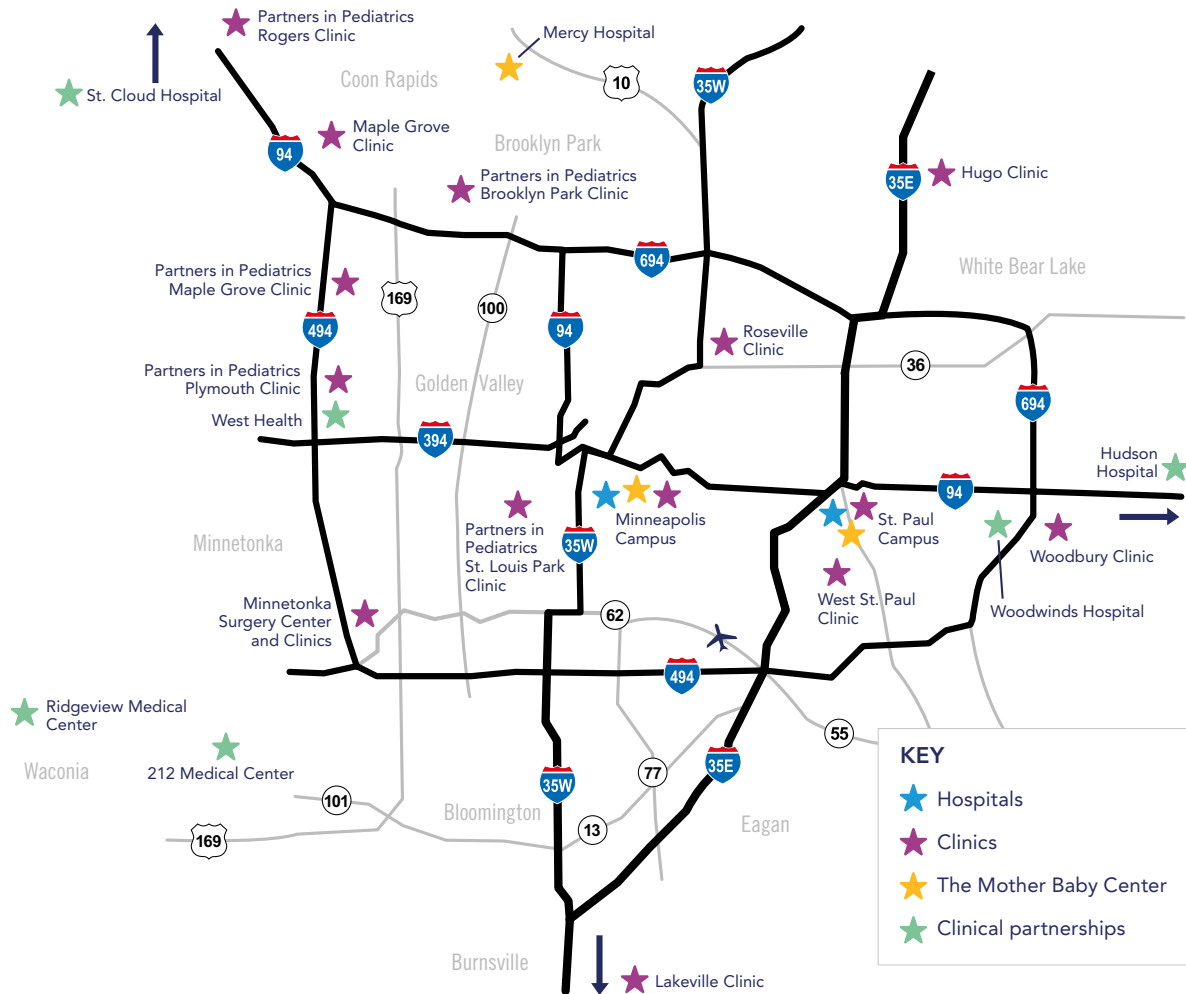 Partners in Pediatrics
Rogers Clinic
Mercy Hospital
Coon Rapids
10
35W
St. Cloud Hospital
Maple Grove
Clinic
94
Brooklyn Park
Partners in Pediatrics
Brooklyn Park Clinic
35E
Hugo Clinic
694
White Bear Lake
Partners in Pediatrics
Maple Grove Clinic
169
100
494
94
Roseville
Clinic
36
Partners in Pediatrics
Plymouth Clinic
Golden Valley
694
West Health
394
Hudson
Hospital
94
Minneapolis
Campus
St. Paul
Campus
Partners in
Pediatrics
St. Louis Park
Clinic
35W
Minnetonka
Woodbury Clinic
West St. Paul
Clinic
Woodwinds Hospital
Minnetonka
Surgery Center
and Clinics
62
494
Ridgeview Medical
Center
55
Waconia
212 Medical Center
35W
77
35E
101
Bloomington
13
Eagan
169
KEY
Hospitals
Clinics
The Mother Baby Center
Clinical partnerships
Burnsville
Lakeville Clinic